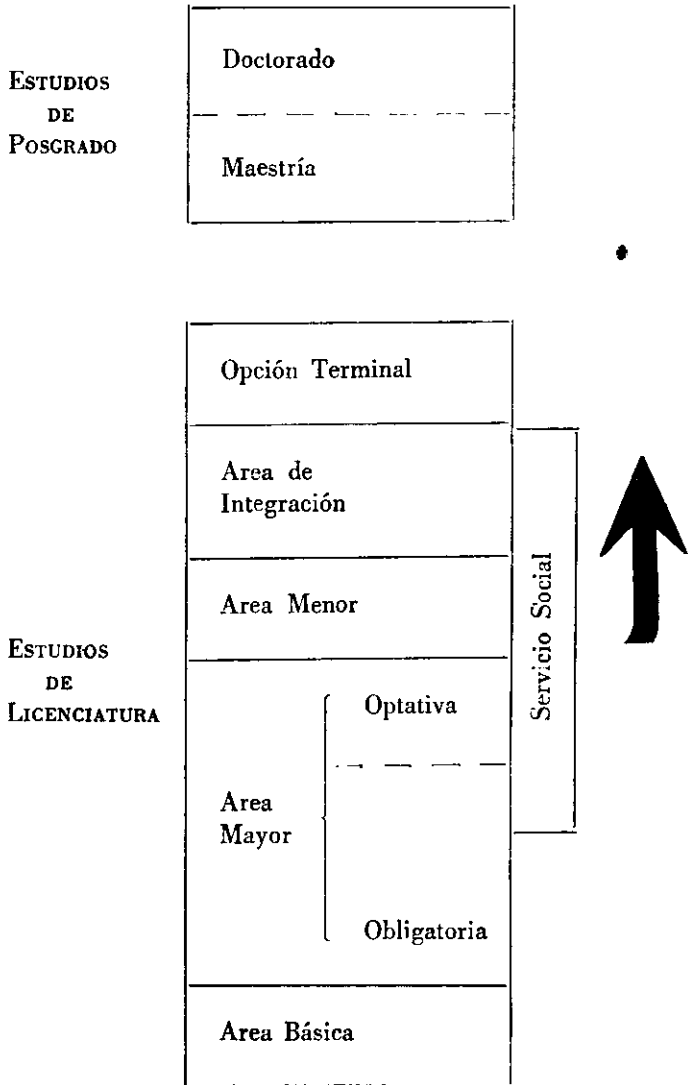 ESTUDIOS
DE
POSGRADO
Doctorado
Maestría
ESTUDIOS
DE
LICENCIATURA
Opción Terminal
Area de
Integración
Area Menor
Area
Mayor
Optativa
Obligatoria
Area Básica
Servicio Social